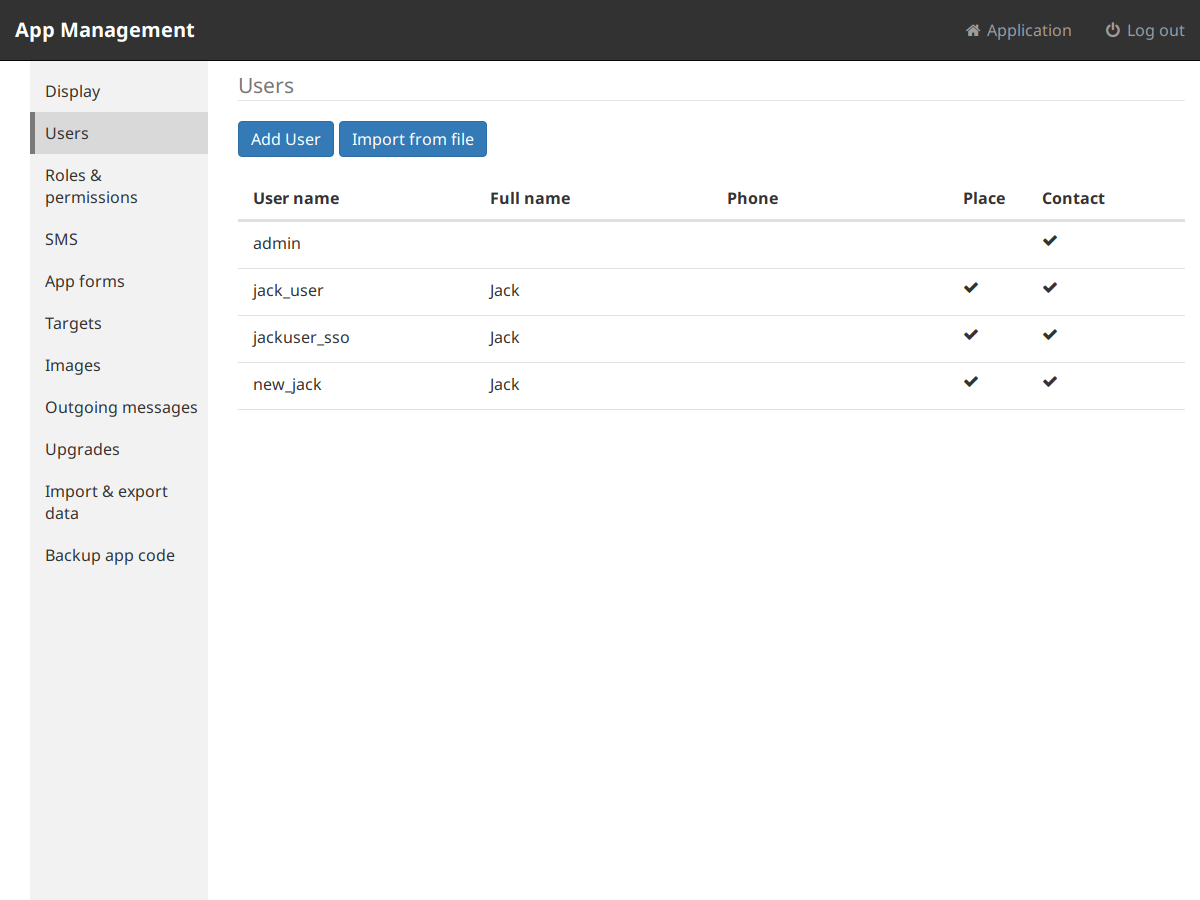 App Management
Application
Log out
Display
Users
Roles &
permissions
SMS
App forms
Targets
Images
Outgoing messages
Upgrades
Import & export
data
Backup app code
Users
Add User
Import from file
User name Full name Phone Place Contact
admin
jack_user Jack
jackuser_sso Jack
new_jack Jack